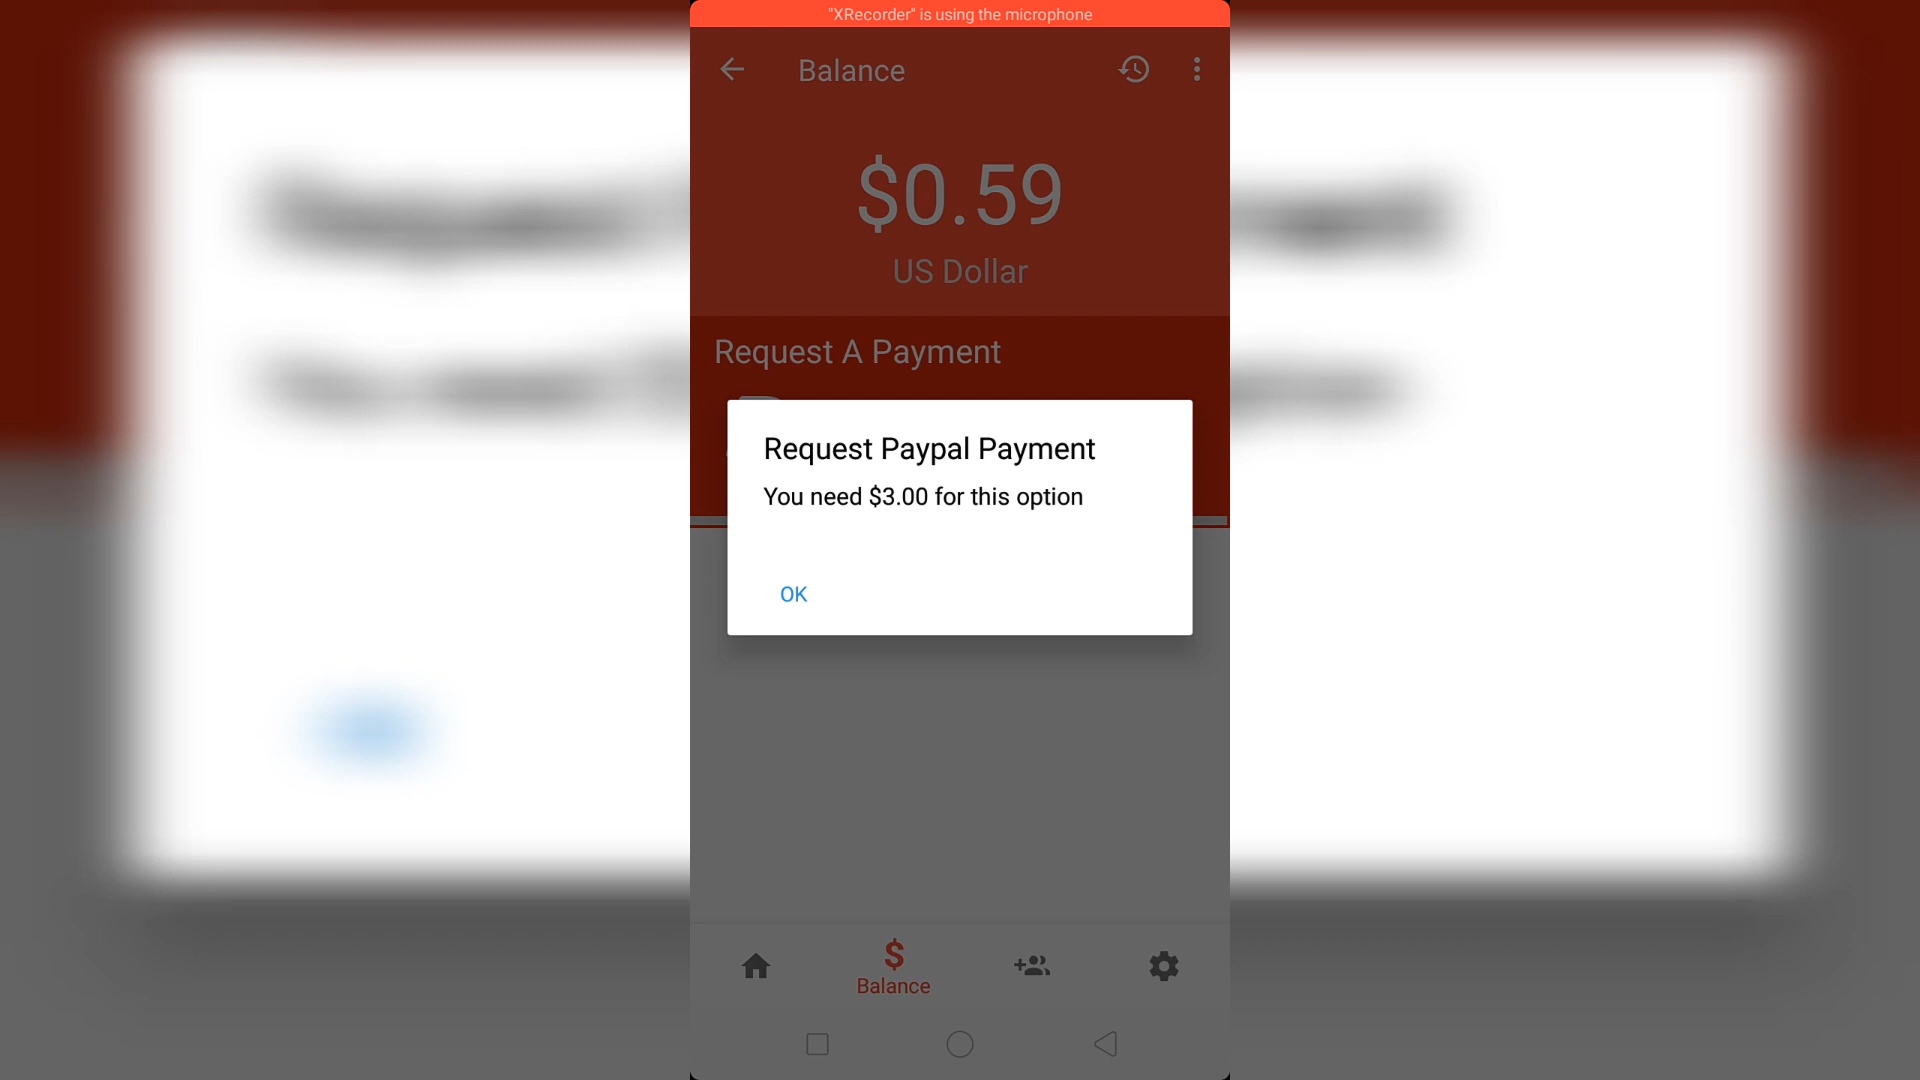 "XRecorder" is using the microphone
Balance
$0.59
US Dollar
Request A Payment
Request Paypal Payment
You need $3.00 for this option
OK
$
Balance